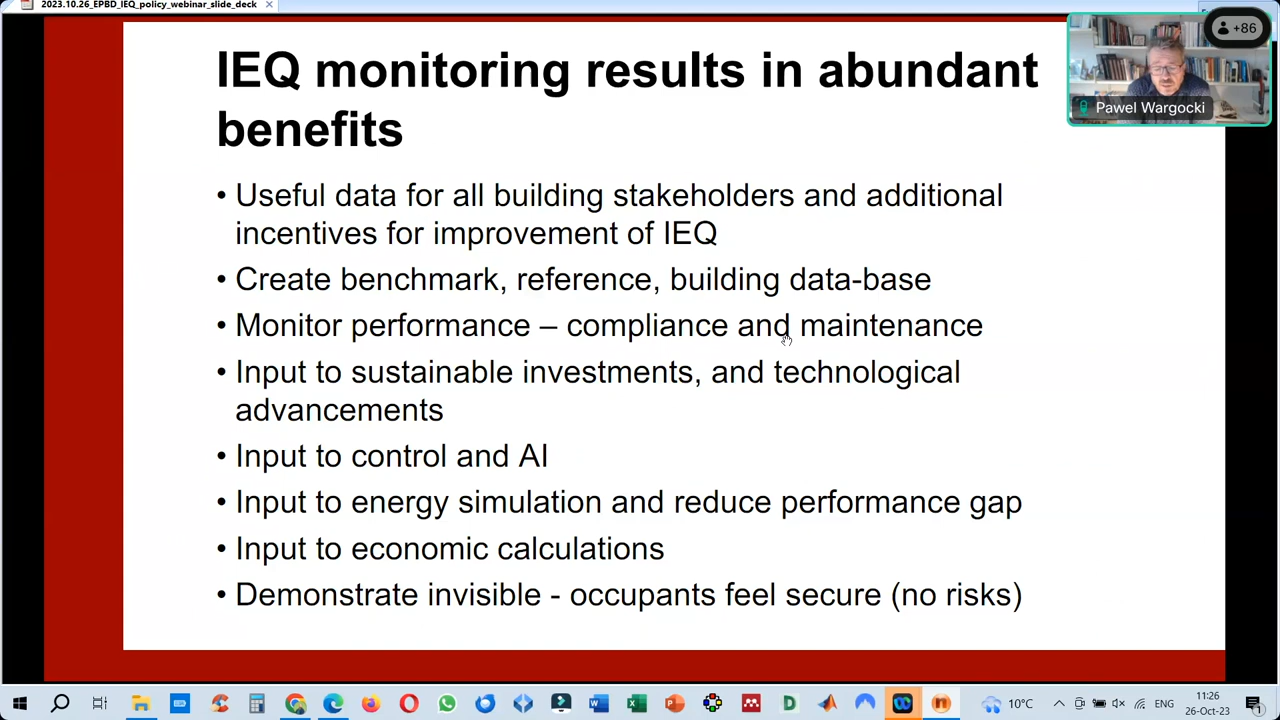 2023.10.26_EPBD_IEQ_policy_webinar_slide_deck
+86
Pawel Wargocki
IEQ monitoring results in abundant
benefits
• Useful data for all building stakeholders and additional
incentives for improvement of IEQ
• Create benchmark, reference, building data-base
• Monitor performance – compliance and maintenance
• Input to sustainable investments, and technological
advancements
• Input to control and AI
• Input to energy simulation and reduce performance gap
• Input to economic calculations
• Demonstrate invisible - occupants feel secure (no risks)
10°C
ENG
11:26
26-Oct-23
1